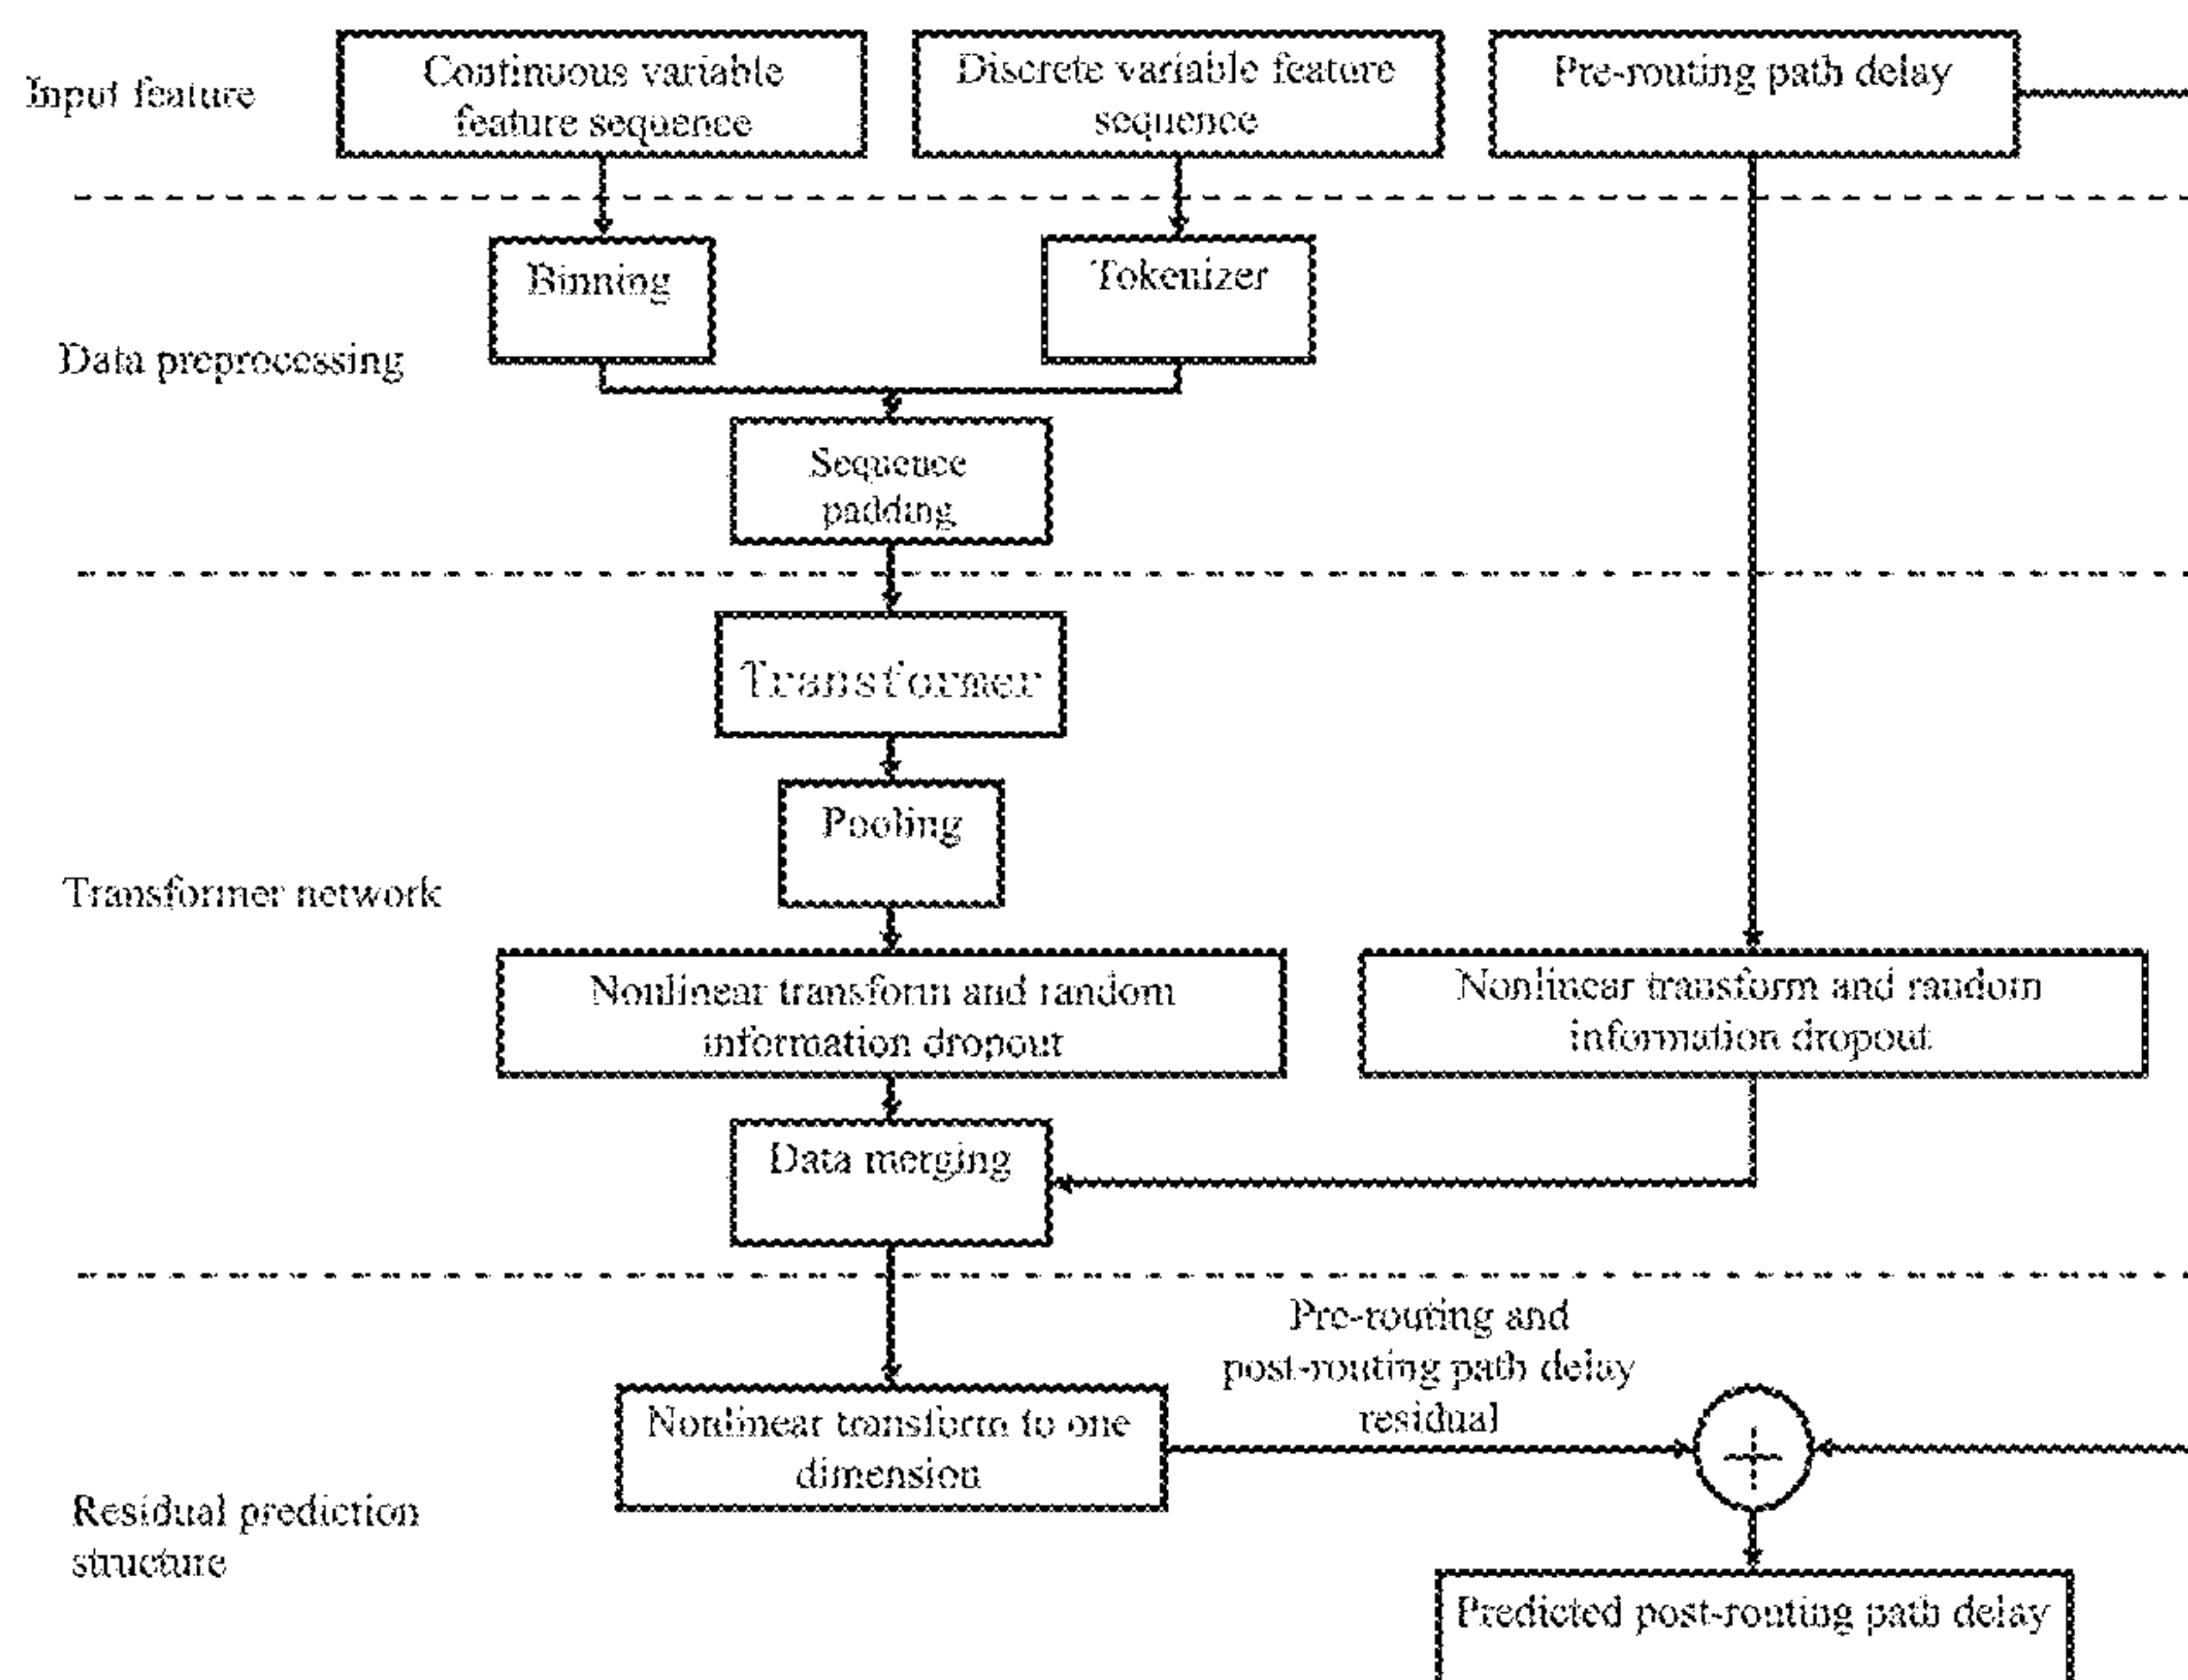 Input feature
Continuous variable
feature sequence
Discrete variable feature
sequence
Pre-routing path delay
Binning
Tokenizer
Data preprocessing
Sequence
padding
Transformer
Pooling
Transformer network
Nonlinear transform and random
information dropout
Nonlinear transform and random
information dropout
Data merging
Pre-routing and
post-routing path delay
residual
Nonlinear transform to one
dimension
+
Residual prediction
structure
Predicted post-routing path delay